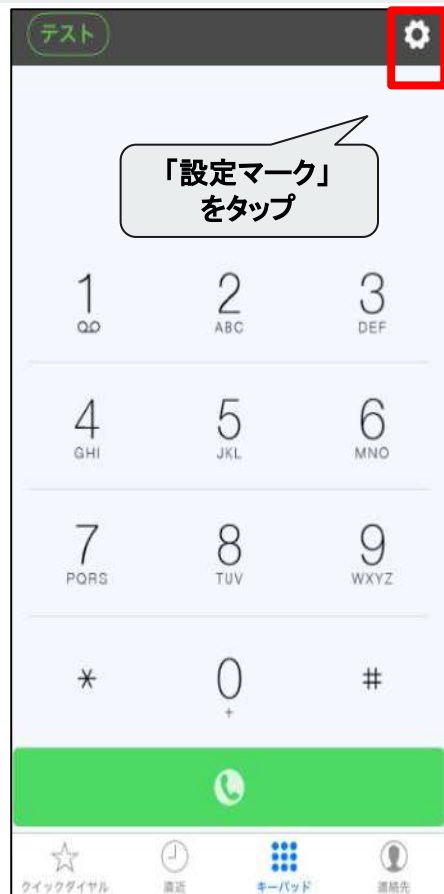 テスト
「設定マーク」
をタップ
1 2 3
ABC DEF
4 5 6
GHI JKL MNO
7 8 9
PQRS TUV WXYZ
* 0 #
+
クイックダイヤル 直近 キーパッド 連絡先